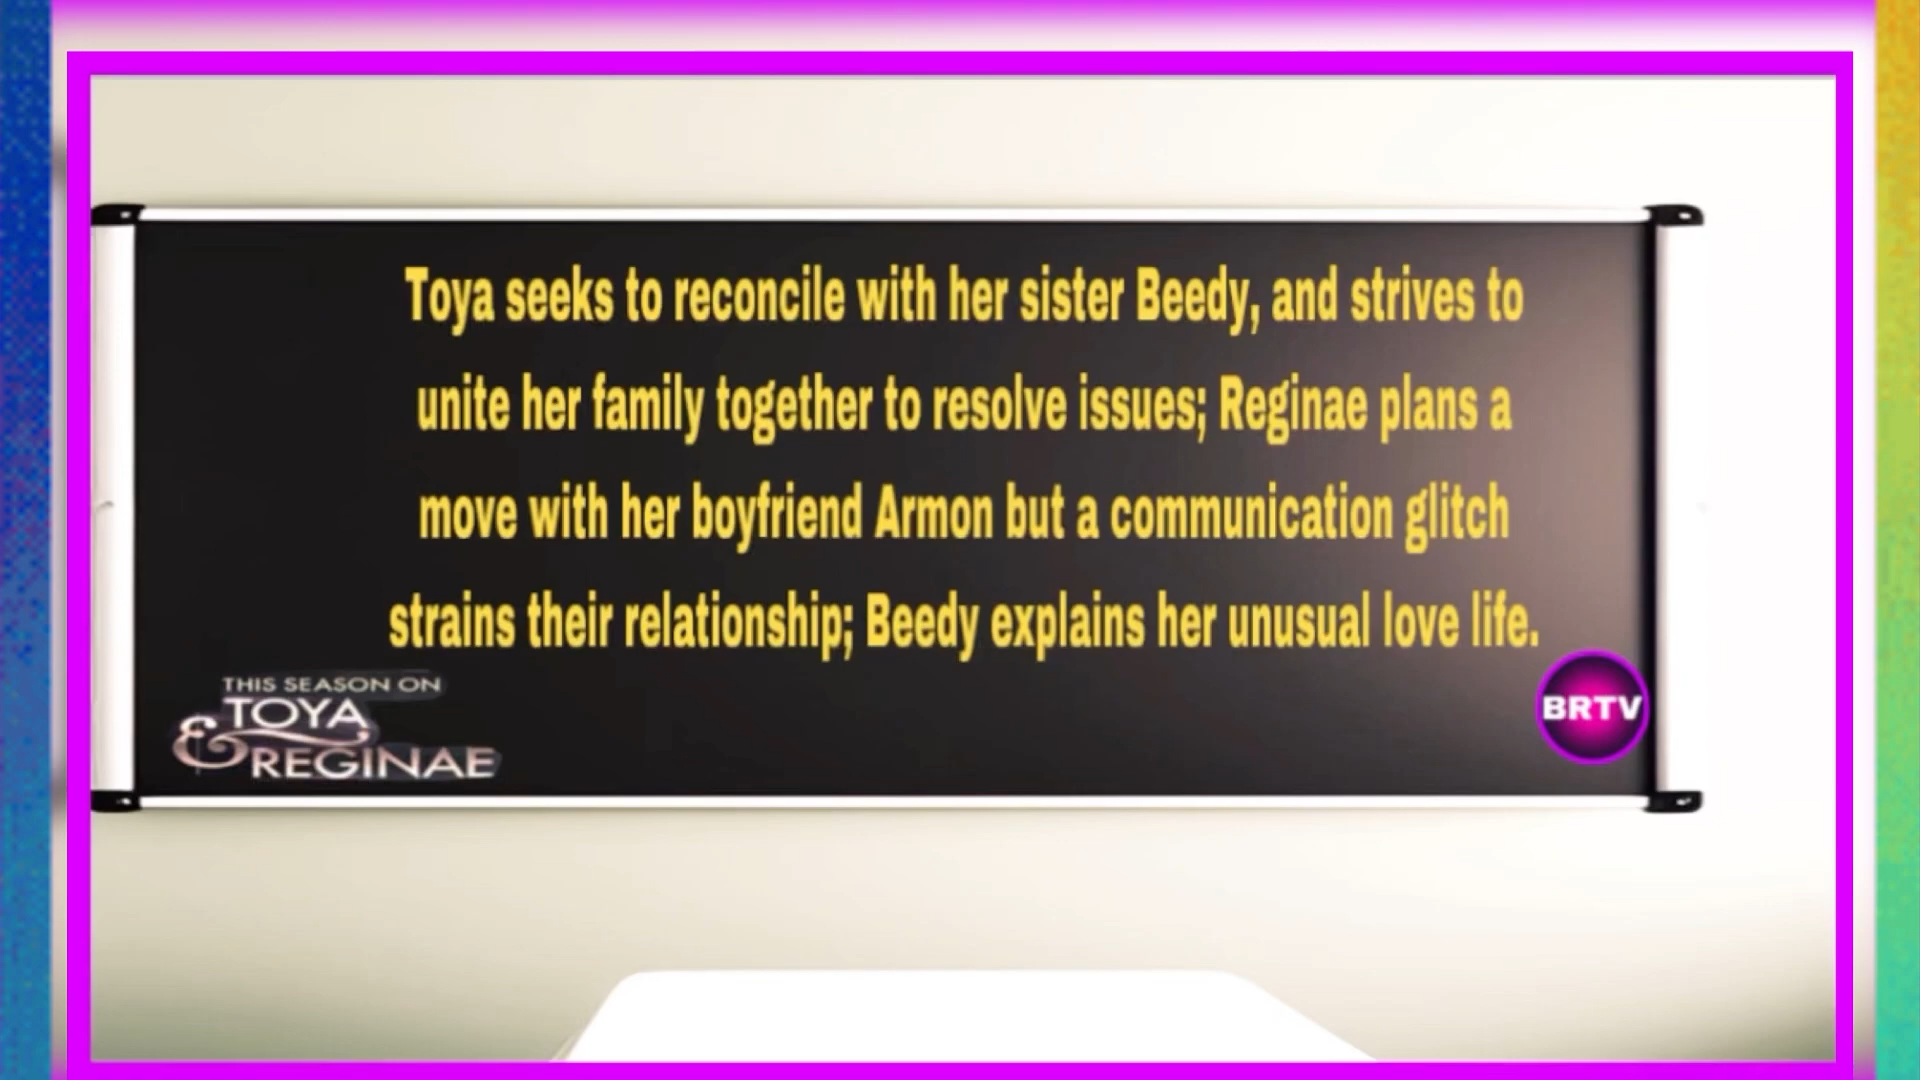 Toya seeks to reconcile with her sister Beedy, and strives to
unite her family together to resolve issues; Reginae plans a
move with her boyfriend Armon but a communication glitch
strains their relationship; Beedy explains her unusual love life.
THIS SEASON ON
TOYA
& REGINAE
BRTV